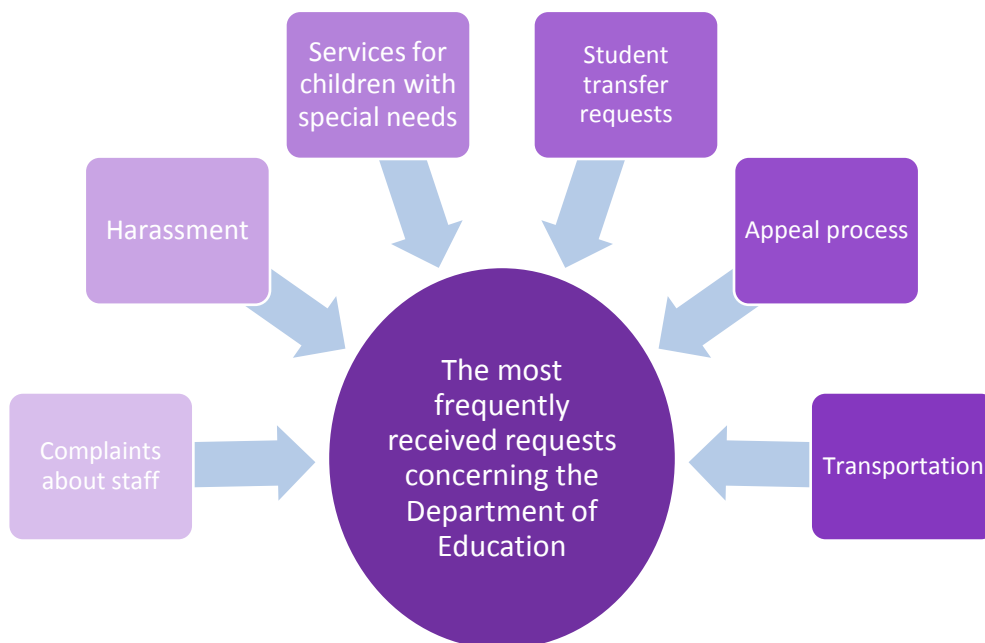 Services for
children with
special needs
Student
transfer
requests
Harassment
Appeal process
The most
frequently
received requests
concerning the
Department of
Education
Complaints
about staff
Transportation